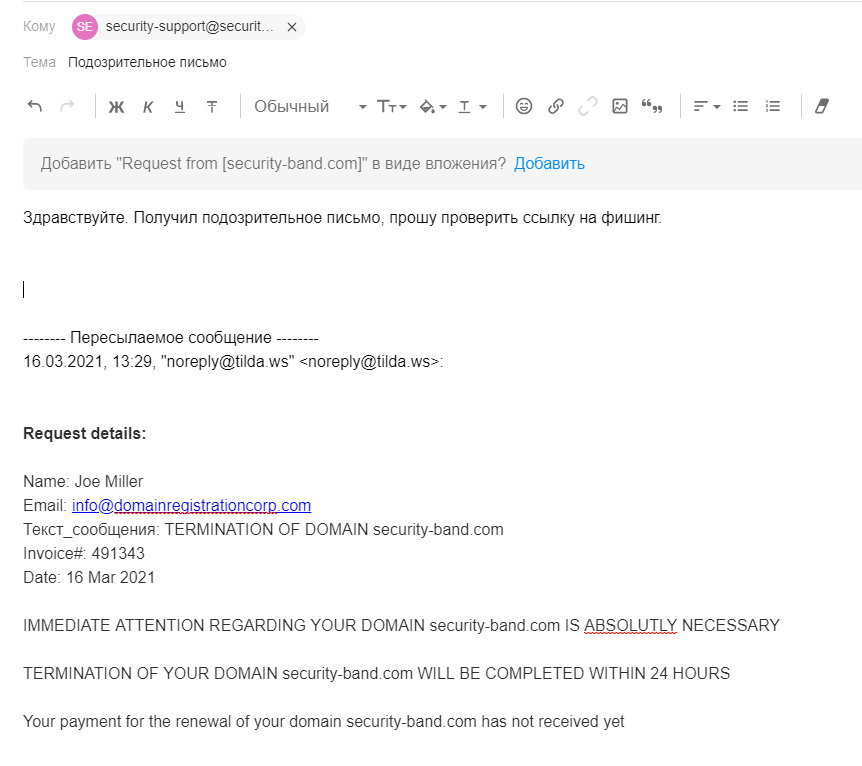 Кому SE security-support@securit... ×
Тема Подозрительное письмо
Ж К Ч Т Обычный Тт Т
Добавить "Request from [security-band.com]" в виде вложения? Добавить
Здравствуйте. Получил подозрительное письмо, прошу проверить ссылку на фишинг.
-------- Пересылаемое сообщение --------
16.03.2021, 13:29, "noreply@tilda.ws" <noreply@tilda.ws>:
Request details:
Name: Joe Miller
Email: info@domainregistrationcorp.com
Текст_сообщения: TERMINATION OF DOMAIN security-band.com
Invoice#: 491343
Date: 16 Mar 2021
IMMEDIATE ATTENTION REGARDING YOUR DOMAIN security-band.com IS ABSOLUTLY NECESSARY
TERMINATION OF YOUR DOMAIN security-band.com WILL BE COMPLETED WITHIN 24 HOURS
Your payment for the renewal of your domain security-band.com has not received yet